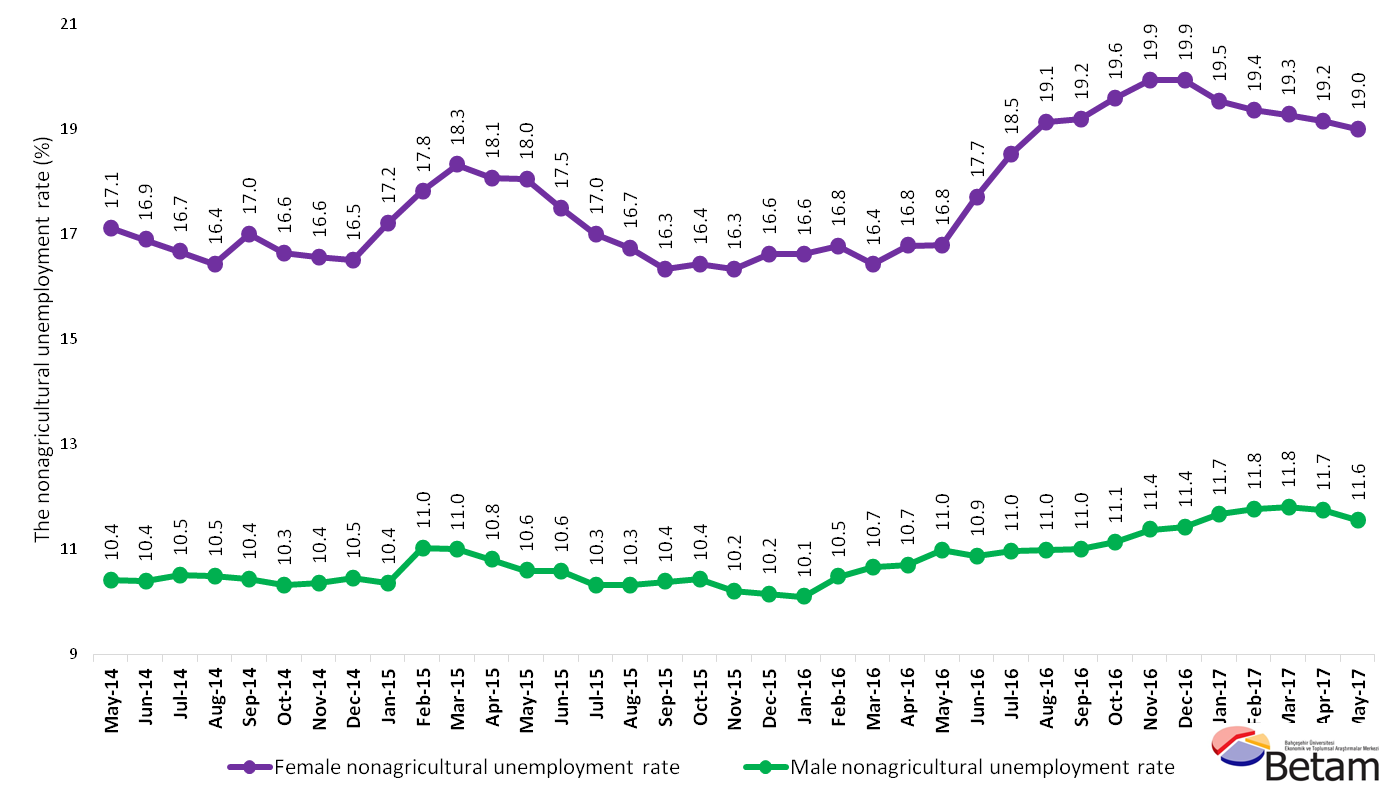 21
19
17
15
13
11
9
The nonagricultural unemployment rate (%)
17.1 16.9 16.7 16.4 17.0 16.6 16.6 16.5 17.2 17.8 18.3 18.1 18.0 17.5 17.0 16.7 16.3 16.4 16.3 16.6 16.6 16.8 16.4 16.8 16.8 17.7 18.5 19.1 19.2 19.6 19.9 19.9 19.5 19.4 19.3 19.2 19.0
10.4 10.4 10.5 10.5 10.4 10.3 10.4 10.5 10.4 11.0 11.0 10.8 10.6 10.6 10.3 10.3 10.4 10.4 10.2 10.2 10.1 10.5 10.7 10.7 11.0 10.9 11.0 11.0 11.0 11.1 11.4 11.4 11.7 11.8 11.8 11.7 11.6
May-14 Jun-14 Jul-14 Aug-14 Sep-14 Oct-14 Nov-14 Dec-14 Jan-15 Feb-15 Mar-15 Apr-15 May-15 Jun-15 Jul-15 Aug-15 Sep-15 Oct-15 Nov-15 Dec-15 Jan-16 Feb-16 Mar-16 Apr-16 May-16 Jun-16 Jul-16 Aug-16 Sep-16 Oct-16 Nov-16 Dec-16 Jan-17 Feb-17 Mar-17 Apr-17 May-17
Female nonagricultural unemployment rate
Male nonagricultural unemployment rate
Bahçeşehir Üniversitesi
Ekonomik ve Toplumsal Araştırmalar Merkezi
Betam